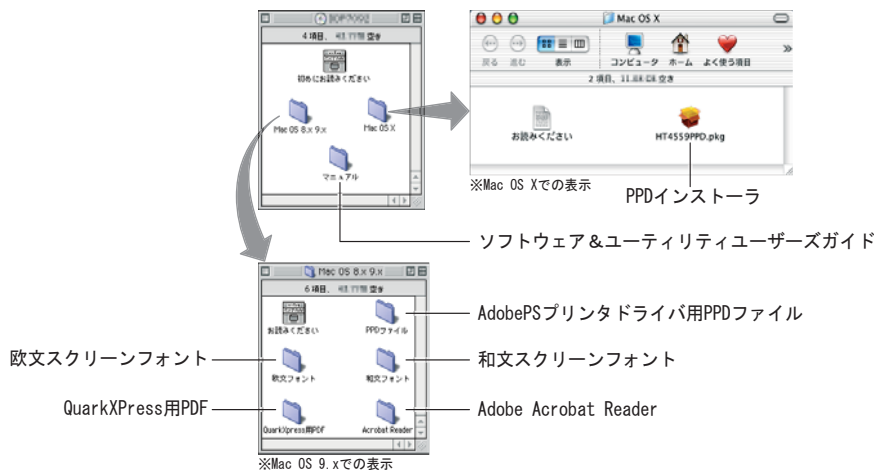 4 項目、 空き
初めにお読みください
Mac OS 8.x 9.x
Mac OS X
マニュアル
Mac OS X
戻る 進む 表示 コンピュータ ホーム よく使う項目
2 項目、 空き
お読みください
HT4559PPD.pkg
※Mac OS Xでの表示
PPDインストーラ
ソフトウェア＆ユーティリティユーザーズガイド
Mac OS 8.x 9.x
6 項目、 空き
お読みください
PPDファイル
AdobePSプリンタドライバ用PPDファイル
欧文スクリーンフォント
欧文フォント
和文フォント
和文スクリーンフォント
QuarkXPress用PDF
QuarkXpress用PDF
Acrobat Reader
Adobe Acrobat Reader
※Mac OS 9.xでの表示